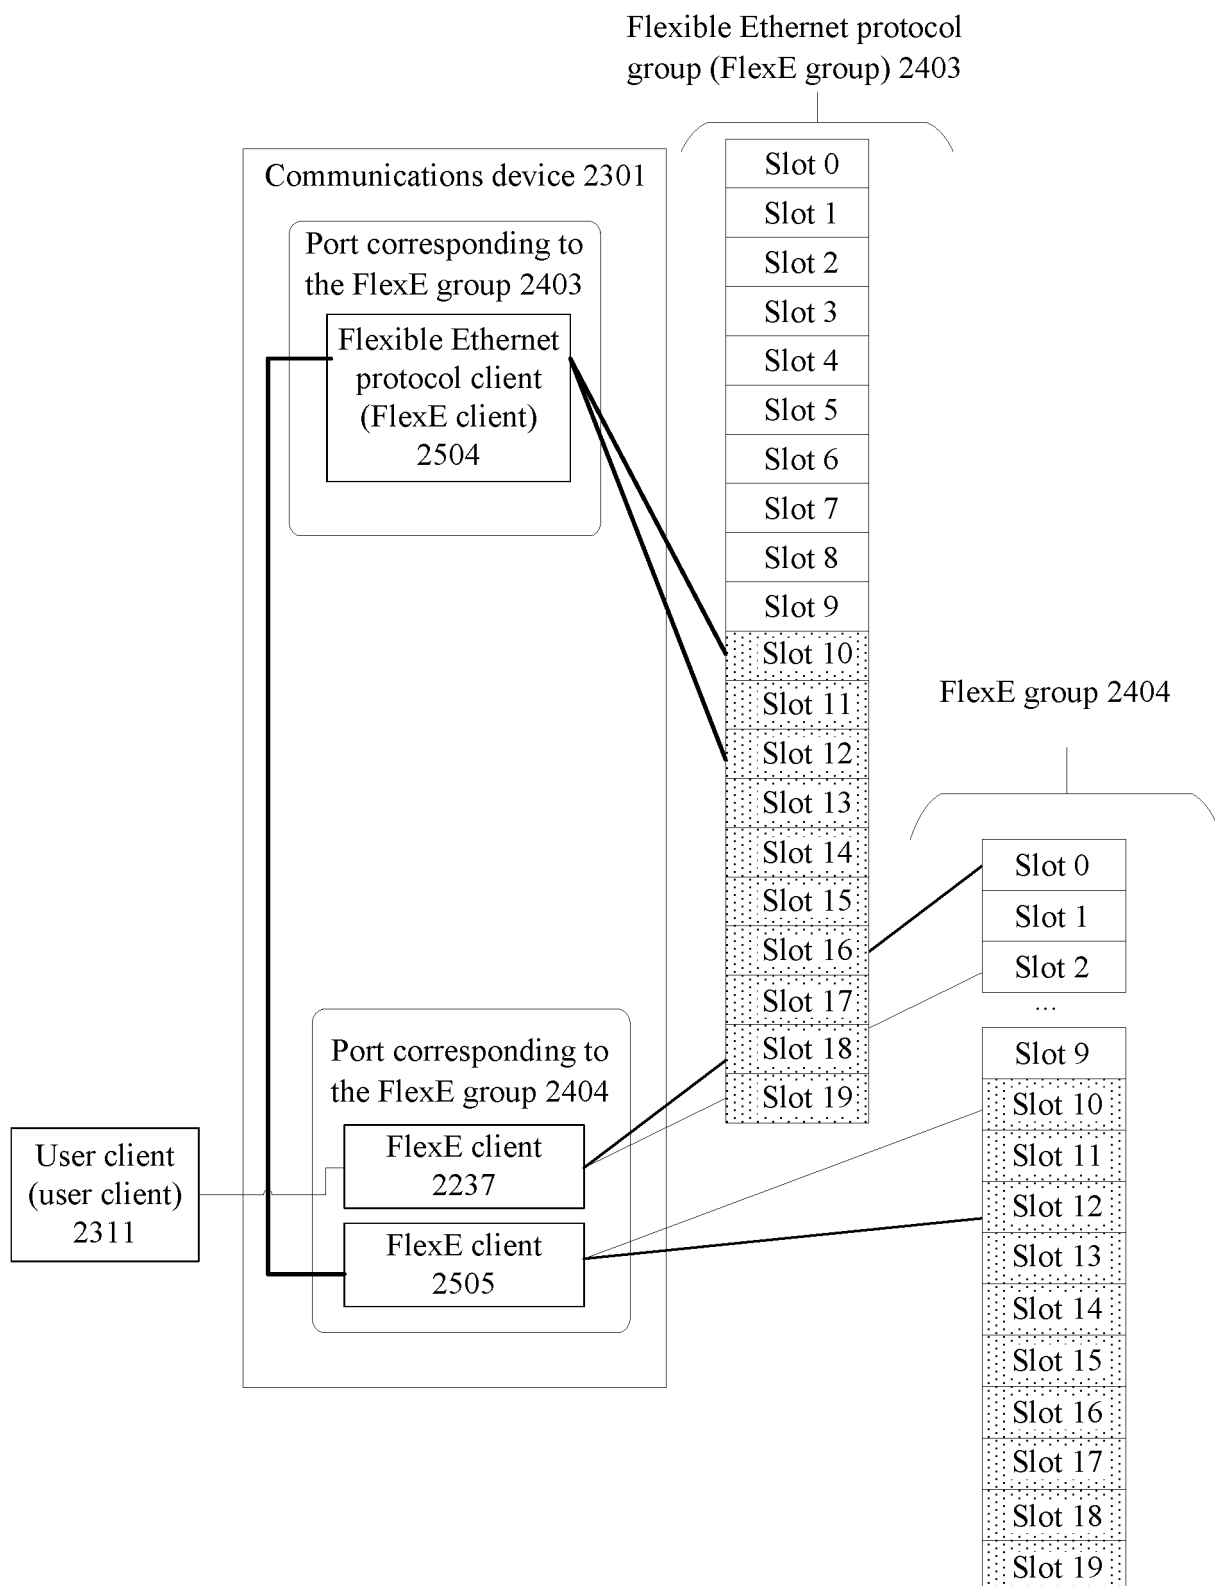 Flexible Ethernet protocol
group (FlexE group) 2403
Communications device 2301
Port corresponding to
the FlexE group 2403
Flexible Ethernet
protocol client
(FlexE client)
2504
Slot 0
Slot 1
Slot 2
Slot 3
Slot 4
Slot 5
Slot 6
Slot 7
Slot 8
Slot 9
Slot 10
Slot 11
Slot 12
Slot 13
Slot 14
Slot 15
Slot 16
Slot 17
Slot 18
Slot 19
FlexE group 2404
Slot 0
Slot 1
Slot 2
...
Slot 9
Slot 10
Slot 11
Slot 12
Slot 13
Slot 14
Slot 15
Slot 16
Slot 17
Slot 18
Slot 19
Port corresponding to
the FlexE group 2404
FlexE client
2237
FlexE client
2505
User client
(user client)
2311